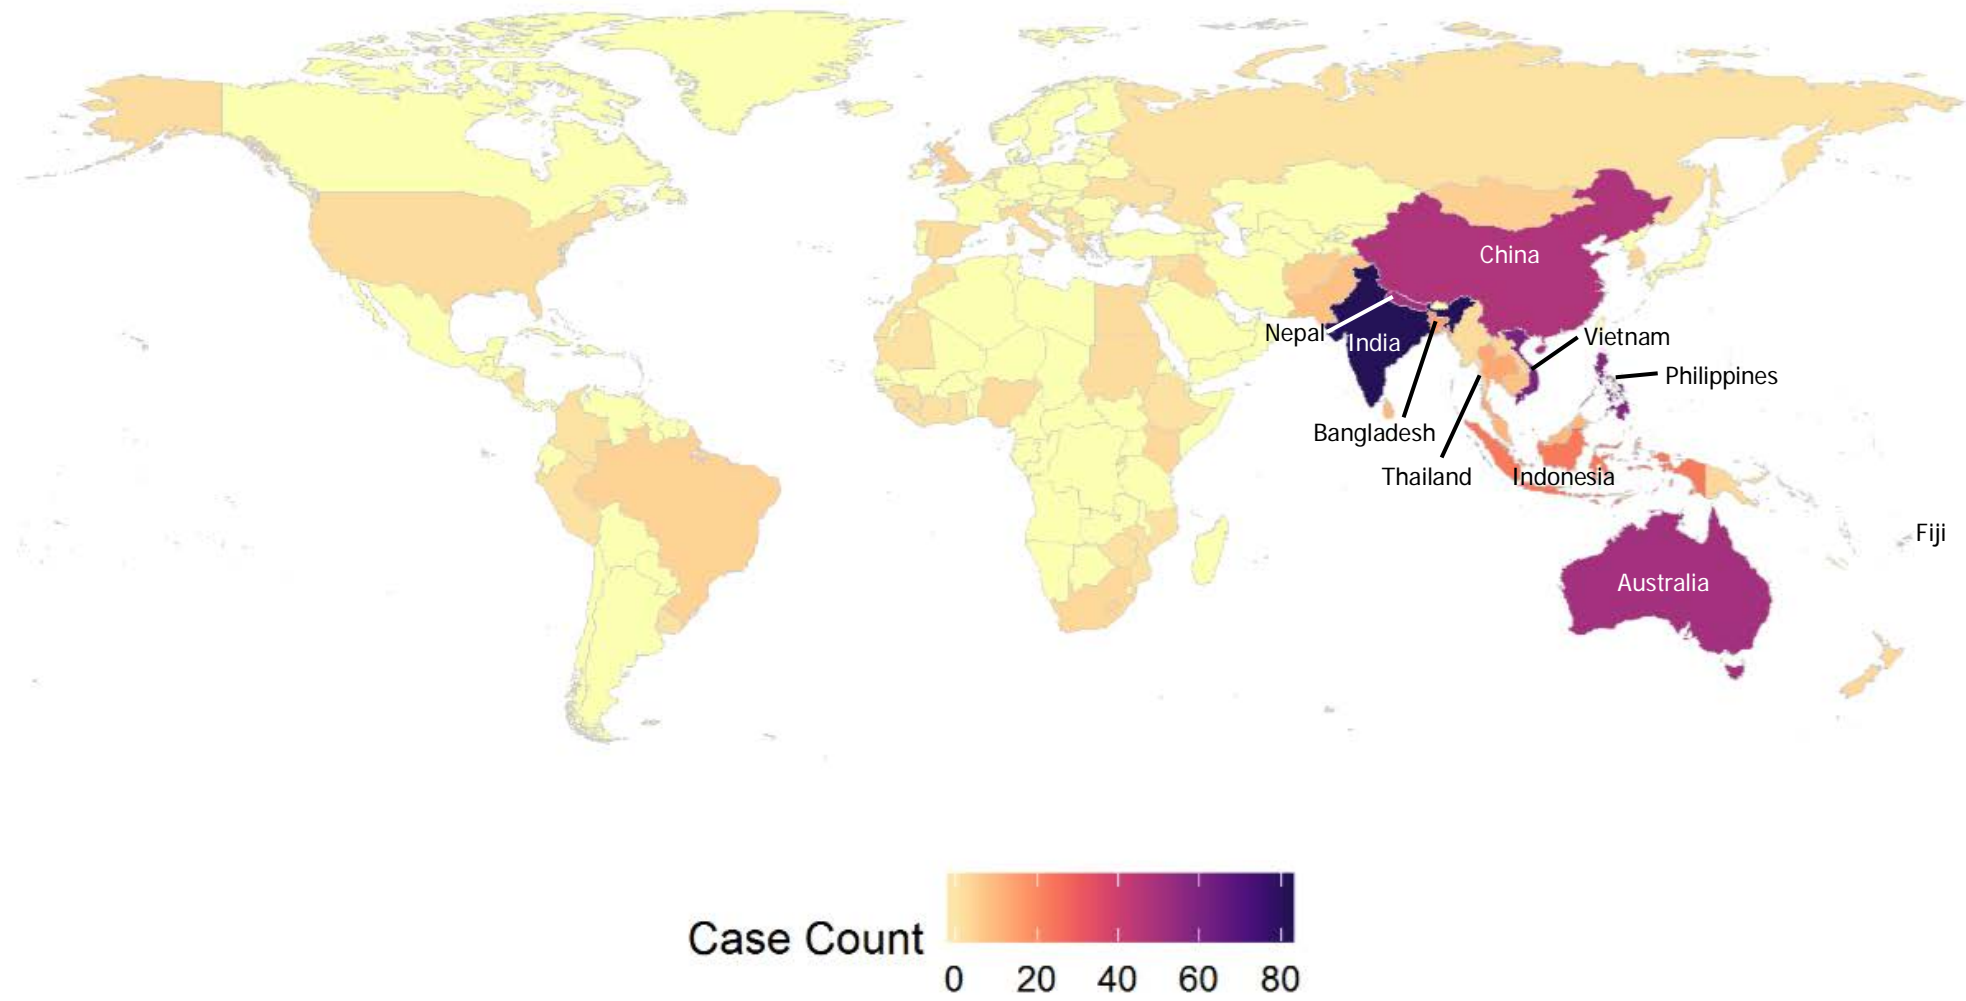 China
Nepal
India
Vietnam
Philippines
Bangladesh
Thailand
Indonesia
Fiji
Australia
Case Count
0 20 40 60 80